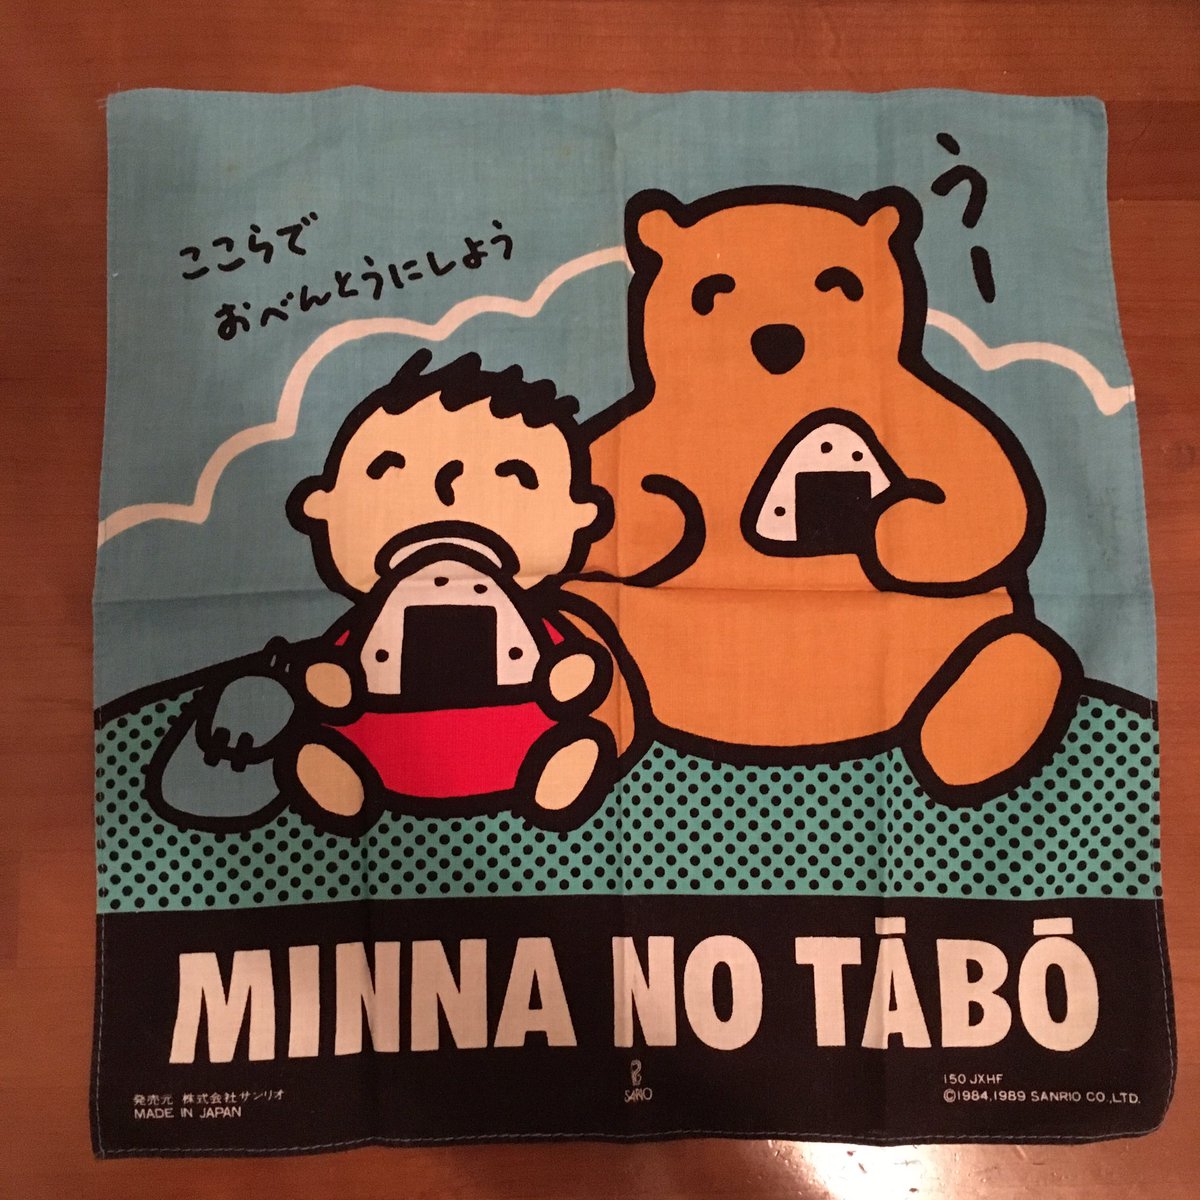 ここらで
おべんとうにしよう
うー
MINNA NO TĀBŌ
発売元 株式会社サンリオ
MADE IN JAPAN
SANRIO
150 JXHF
©1984,1989 SANRIO CO.,LTD.